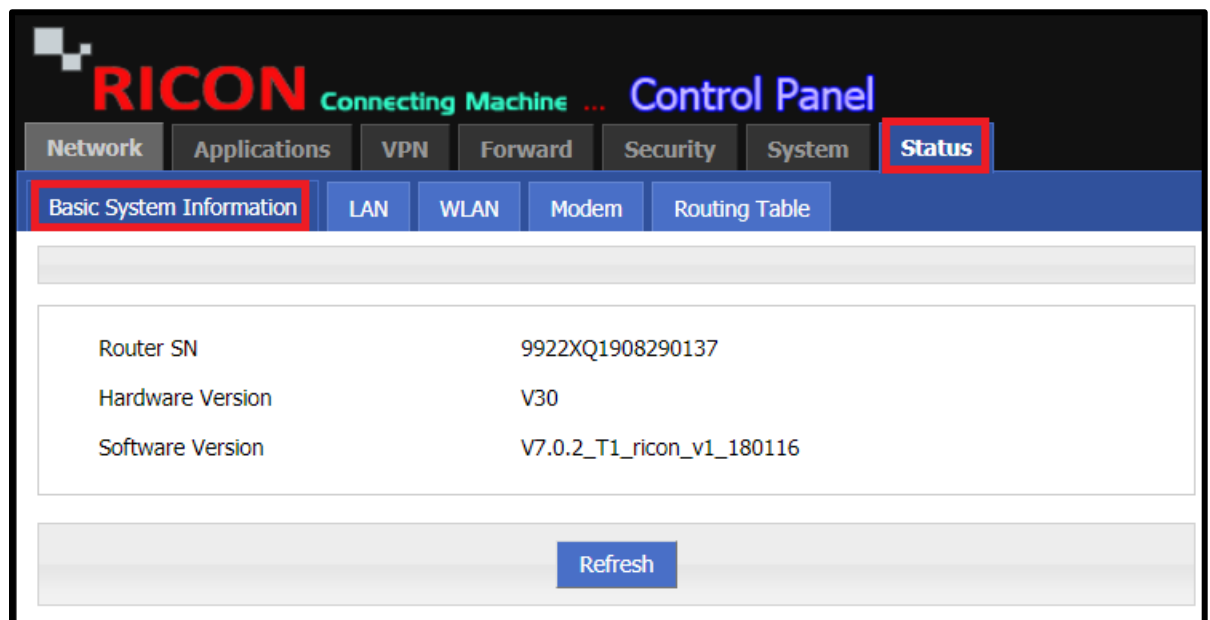 RICON Connecting Machine ... Control Panel
Network Applications VPN Forward Security System Status
Basic System Information LAN WLAN Modem Routing Table
Router SN 9922XQ1908290137
Hardware Version V30
Software Version V7.0.2_T1_ricon_v1_180116
Refresh